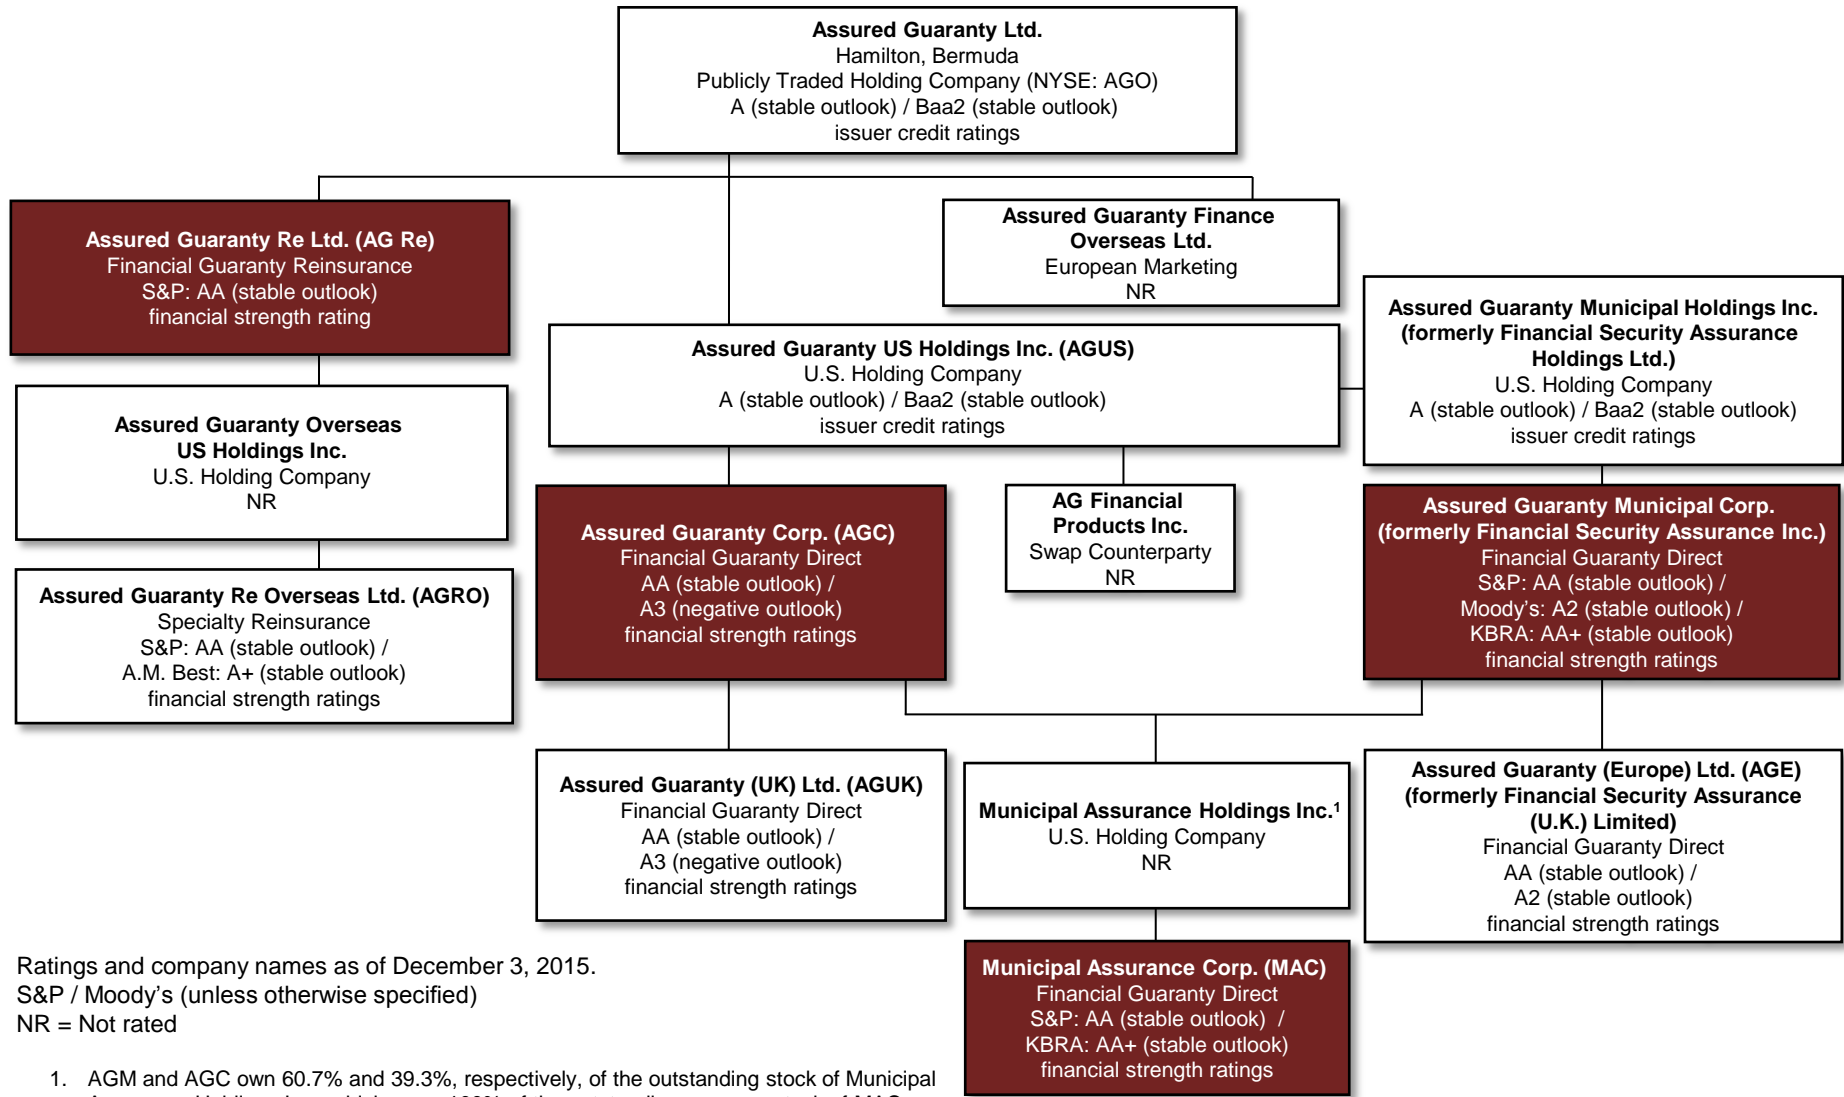 Assured Guaranty Ltd.
Hamilton, Bermuda
Publicly Traded Holding Company (NYSE: AGO)
A (stable outlook) / Baa2 (stable outlook)
issuer credit ratings
Assured Guaranty Re Ltd. (AG Re)
Financial Guaranty Reinsurance
S&P: AA (stable outlook)
financial strength rating
Assured Guaranty Finance
Overseas Ltd.
European Marketing
NR
Assured Guaranty US Holdings Inc. (AGUS)
U.S. Holding Company
A (stable outlook) / Baa2 (stable outlook)
issuer credit ratings
Assured Guaranty Municipal Holdings Inc.
(formerly Financial Security Assurance
Holdings Ltd.)
U.S. Holding Company
A (stable outlook) / Baa2 (stable outlook)
issuer credit ratings
Assured Guaranty Overseas
US Holdings Inc.
U.S. Holding Company
NR
Assured Guaranty Corp. (AGC)
Financial Guaranty Direct
AA (stable outlook) /
A3 (negative outlook)
financial strength ratings
AG Financial
Products Inc.
Swap Counterparty
NR
Assured Guaranty Municipal Corp.
(formerly Financial Security Assurance Inc.)
Financial Guaranty Direct
S&P: AA (stable outlook) /
Moody's: A2 (stable outlook) /
KBRA: AA+ (stable outlook)
financial strength ratings
Assured Guaranty Re Overseas Ltd. (AGRO)
Specialty Reinsurance
S&P: AA (stable outlook) /
A.M. Best: A+ (stable outlook)
financial strength ratings
Assured Guaranty (UK) Ltd. (AGUK)
Financial Guaranty Direct
AA (stable outlook) /
A3 (negative outlook)
financial strength ratings
Municipal Assurance Holdings Inc.¹
U.S. Holding Company
NR
Assured Guaranty (Europe) Ltd. (AGE)
(formerly Financial Security Assurance
(U.K.) Limited)
Financial Guaranty Direct
AA (stable outlook) /
A2 (stable outlook)
financial strength ratings
Municipal Assurance Corp. (MAC)
Financial Guaranty Direct
S&P: AA (stable outlook) /
KBRA: AA+ (stable outlook)
financial strength ratings
Ratings and company names as of December 3, 2015.
S&P / Moody's (unless otherwise specified)
NR = Not rated
1. AGM and AGC own 60.7% and 39.3%, respectively, of the outstanding stock of Municipal